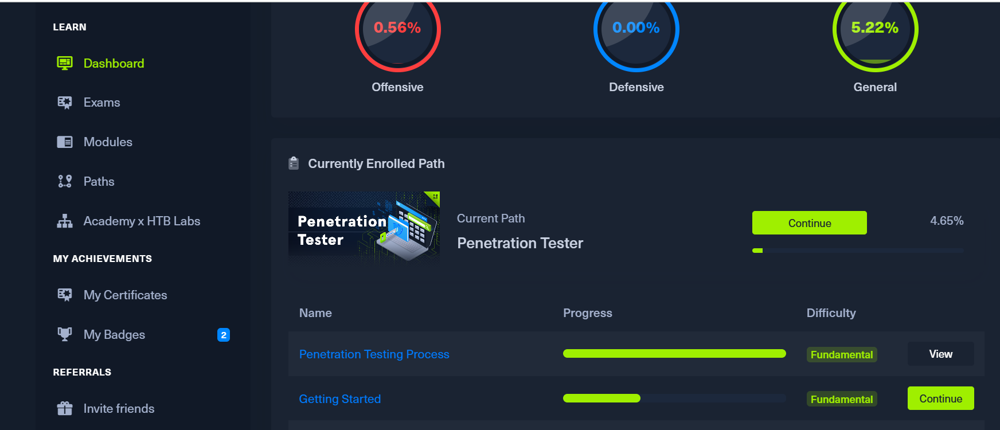 LEARN
Dashboard
Exams
Modules
Paths
Academy x HTB Labs
MY ACHIEVEMENTS
My Certificates
My Badges 2
REFERRALS
Invite friends
0.56% 0.00% 5.22%
Offensive Defensive General
Currently Enrolled Path
Penetration
Tester
Current Path
Penetration Tester
Continue 4.65%
Name Progress Difficulty
Penetration Testing Process Fundamental View
Getting Started Fundamental Continue